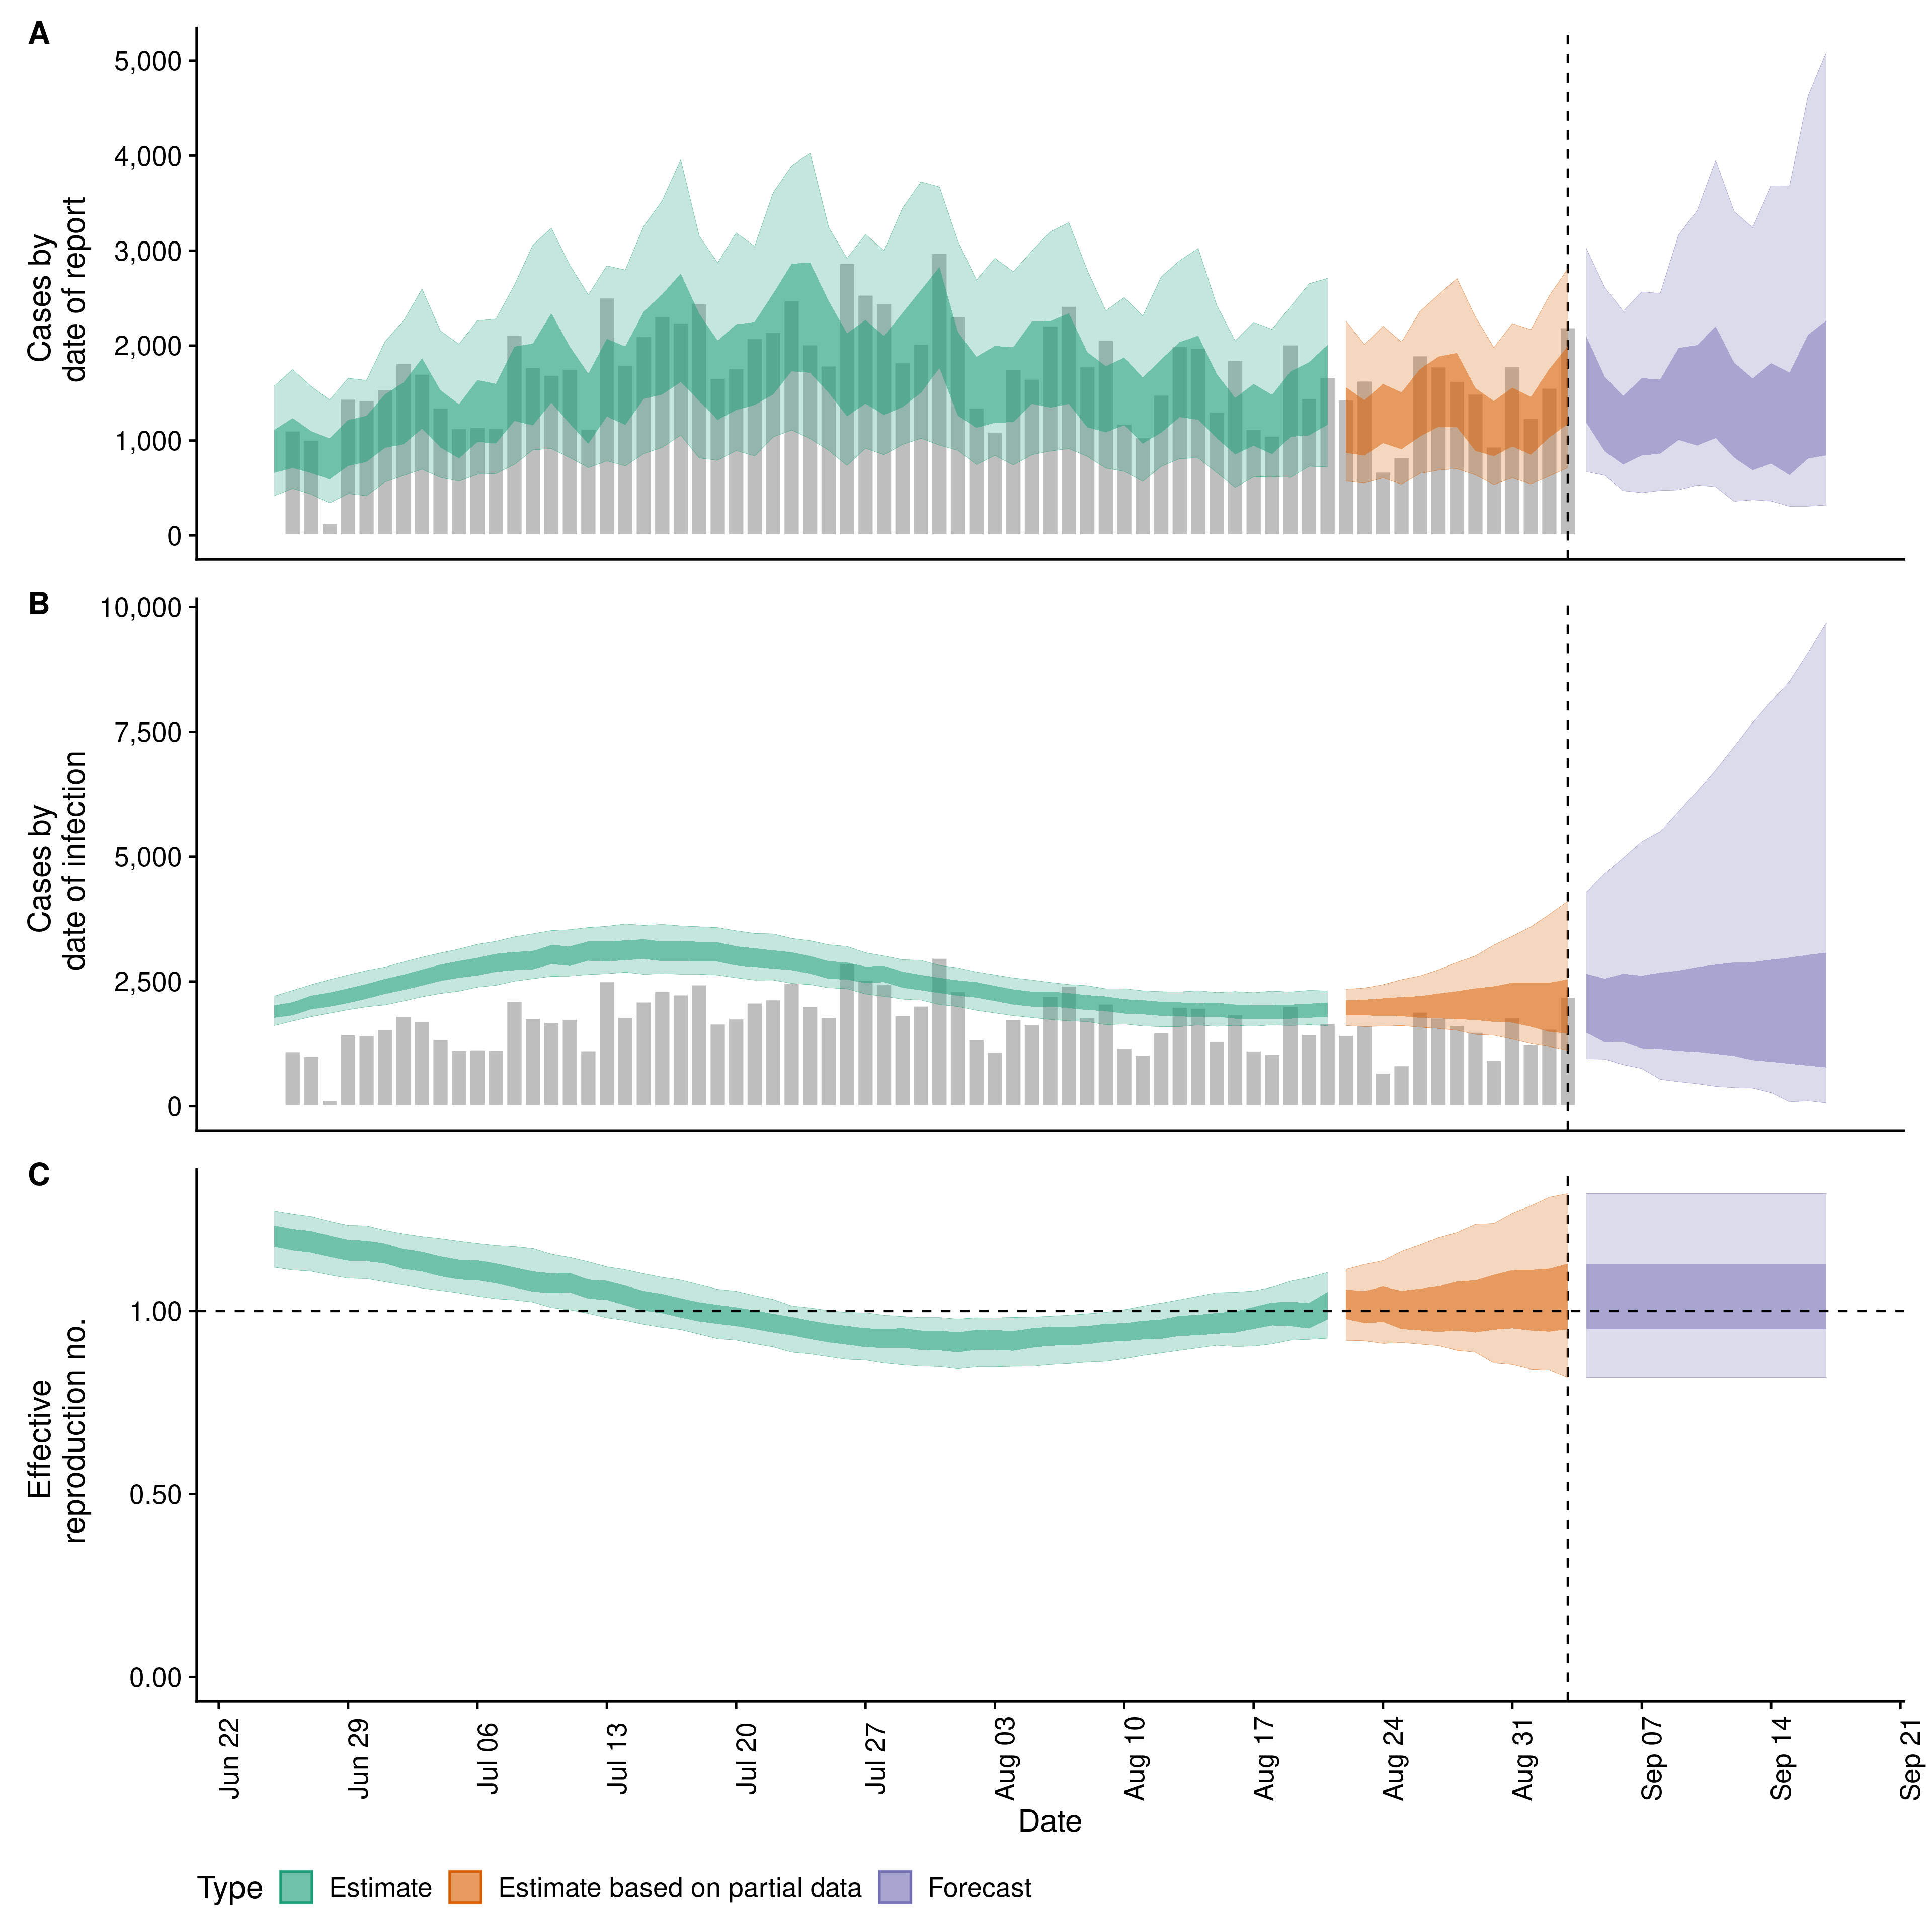 A
5,000
4,000
3,000
2,000
1,000
0
Cases by
date of report
B
10,000
7,500
5,000
2,500
0
Cases by
date of infection
C
1.00
0.50
0.00
Effective
reproduction no.
Jun 22
Jun 29
Jul 06
Jul 13
Jul 20
Jul 27
Aug 03
Aug 10
Aug 17
Aug 24
Aug 31
Sep 07
Sep 14
Sep 21
Date
Type Estimate Estimate based on partial data Forecast